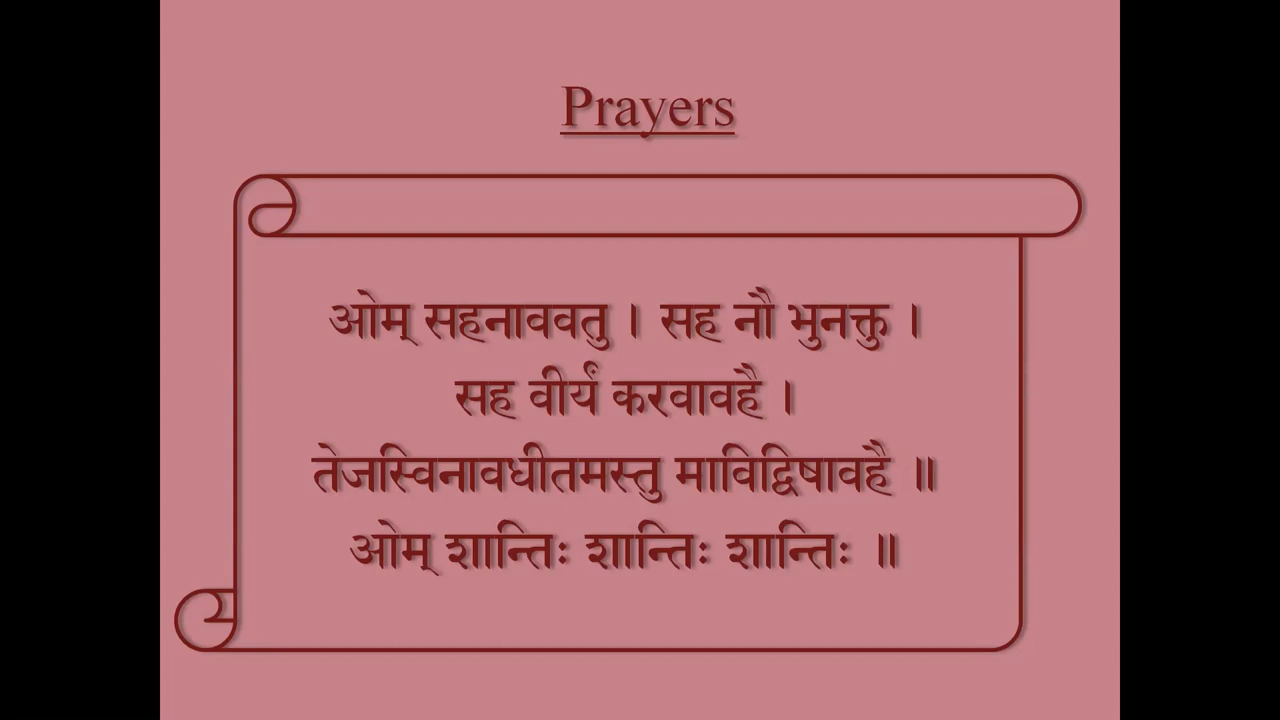 Prayers
ओम् सहनाववतु । सह नौ भुनक्तु ।
सह वीर्यं करवावहै ।
तेजस्विनावधीतमस्तु माविद्विषावहै ॥
ओम् शान्तिः शान्तिः शान्तिः ॥